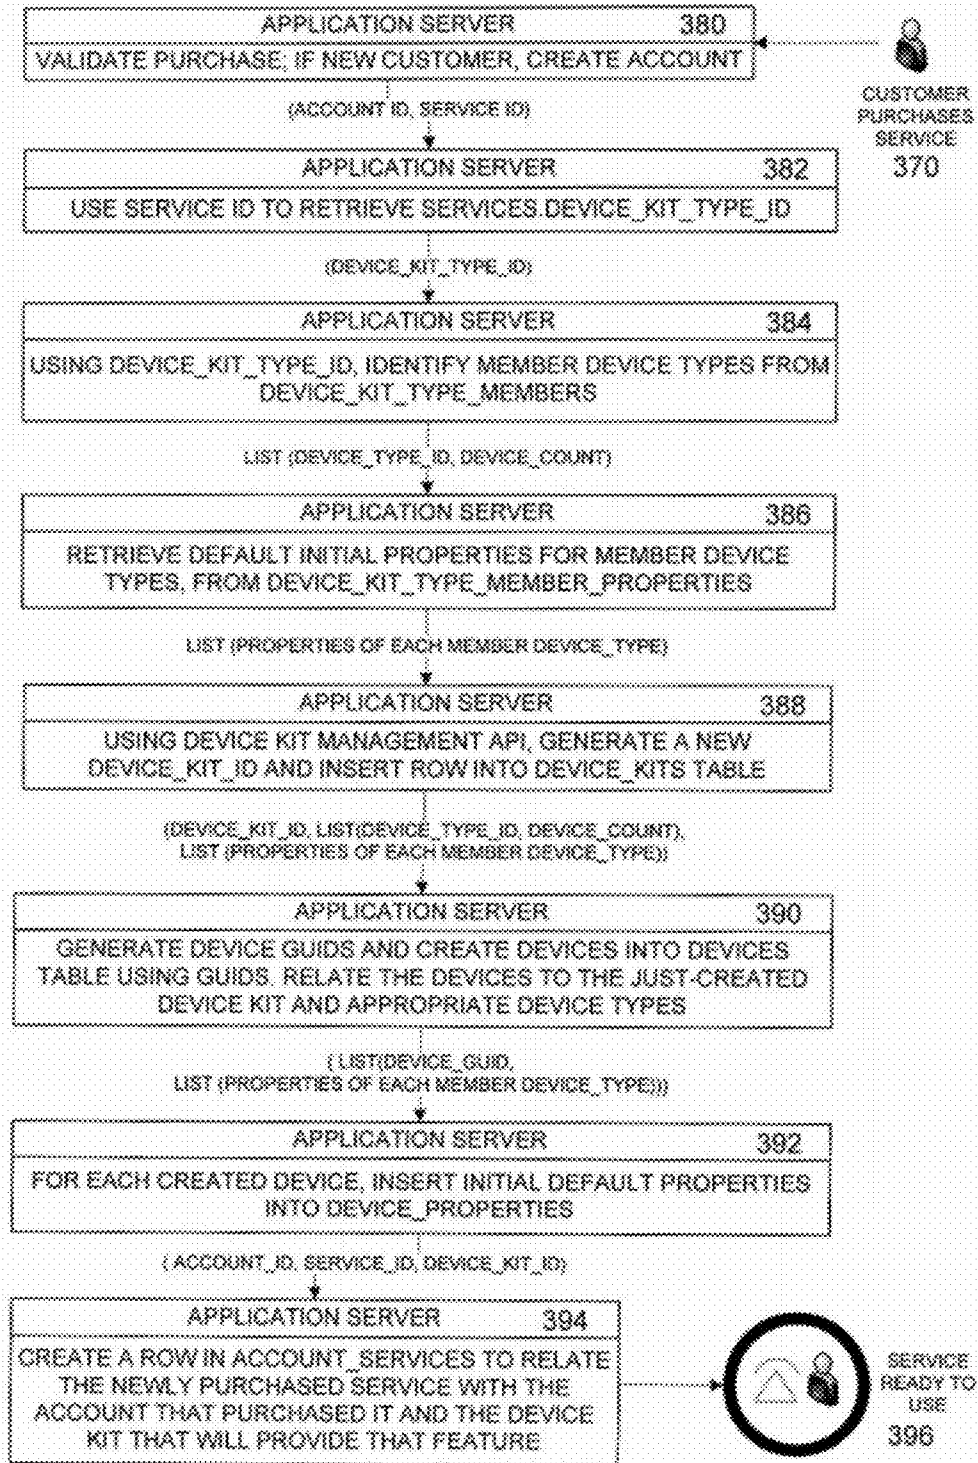 APPLICATION SERVER 380
VALIDATE PURCHASE; IF NEW CUSTOMER, CREATE ACCOUNT
CUSTOMER
PURCHASES
SERVICE
370
(ACCOUNT ID, SERVICE ID)
APPLICATION SERVER 382
USE SERVICE ID TO RETRIEVE SERVICES.DEVICE_KIT_TYPE_ID
(DEVICE_KIT_TYPE_ID)
APPLICATION SERVER 384
USING DEVICE_KIT_TYPE_ID, IDENTIFY MEMBER DEVICE TYPES FROM
DEVICE_KIT_TYPE_MEMBERS
LIST (DEVICE_TYPE_ID, DEVICE_COUNT)
APPLICATION SERVER 386
RETRIEVE DEFAULT INITIAL PROPERTIES FOR MEMBER DEVICE
TYPES, FROM DEVICE_KIT_TYPE_MEMBER_PROPERTIES
LIST (PROPERTIES OF EACH MEMBER DEVICE_TYPE)
APPLICATION SERVER 388
USING DEVICE KIT MANAGEMENT API, GENERATE A NEW
DEVICE_KIT_ID AND INSERT ROW INTO DEVICE_KITS TABLE
(DEVICE_KIT_ID, LIST(DEVICE_TYPE_ID, DEVICE_COUNT),
LIST (PROPERTIES OF EACH MEMBER DEVICE_TYPE))
APPLICATION SERVER 390
GENERATE DEVICE GUIDS AND CREATE DEVICES INTO DEVICES
TABLE USING GUIDS. RELATE THE DEVICES TO THE JUST-CREATED
DEVICE KIT AND APPROPRIATE DEVICE TYPES
( LIST(DEVICE_GUID,
LIST (PROPERTIES OF EACH MEMBER DEVICE_TYPE)))
APPLICATION SERVER 392
FOR EACH CREATED DEVICE, INSERT INITIAL DEFAULT PROPERTIES
INTO DEVICE_PROPERTIES
( ACCOUNT_ID, SERVICE_ID, DEVICE_KIT_ID)
APPLICATION SERVER 394
CREATE A ROW IN ACCOUNT_SERVICES TO RELATE
THE NEWLY PURCHASED SERVICE WITH THE
ACCOUNT THAT PURCHASED IT AND THE DEVICE
KIT THAT WILL PROVIDE THAT FEATURE
SERVICE
READY TO
USE
396